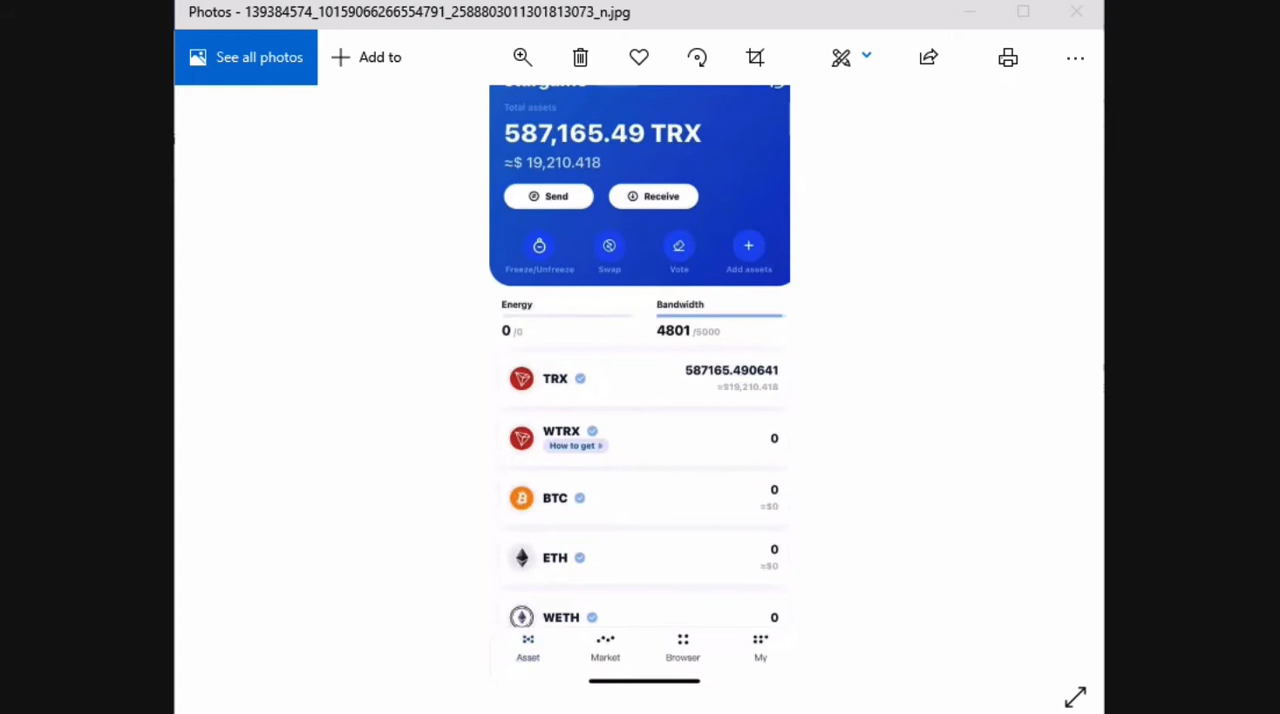 Photos - 139384574_10159066266554791_2588803011301813073_n.jpg
See all photos
Add to
Total assets
587,165.49 TRX
≈$ 19,210.418
Send
Receive
Freeze/Unfreeze
Swap
Vote
Add assets
Energy
Bandwidth
0 /0
4801 /5000
TRX
587165.490641
≈$19,210.418
WTRX
How to get
0
BTC
0
≈$0
ETH
0
≈$0
WETH
0
Asset
Market
Browser
My